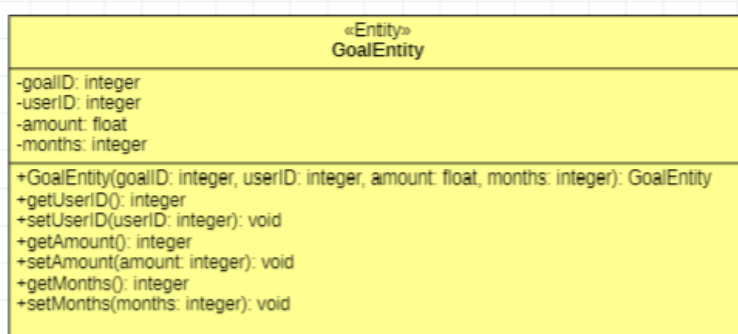 «Entity»
GoalEntity
-goalID: integer
-userID: integer
-amount: float
-months: integer
+GoalEntity(goalID: integer, userID: integer, amount: float, months: integer): GoalEntity
+getUserID(): integer
+setUserID(userID: integer): void
+getAmount(): integer
+setAmount(amount: integer): void
+getMonths(): integer
+setMonths(months: integer): void